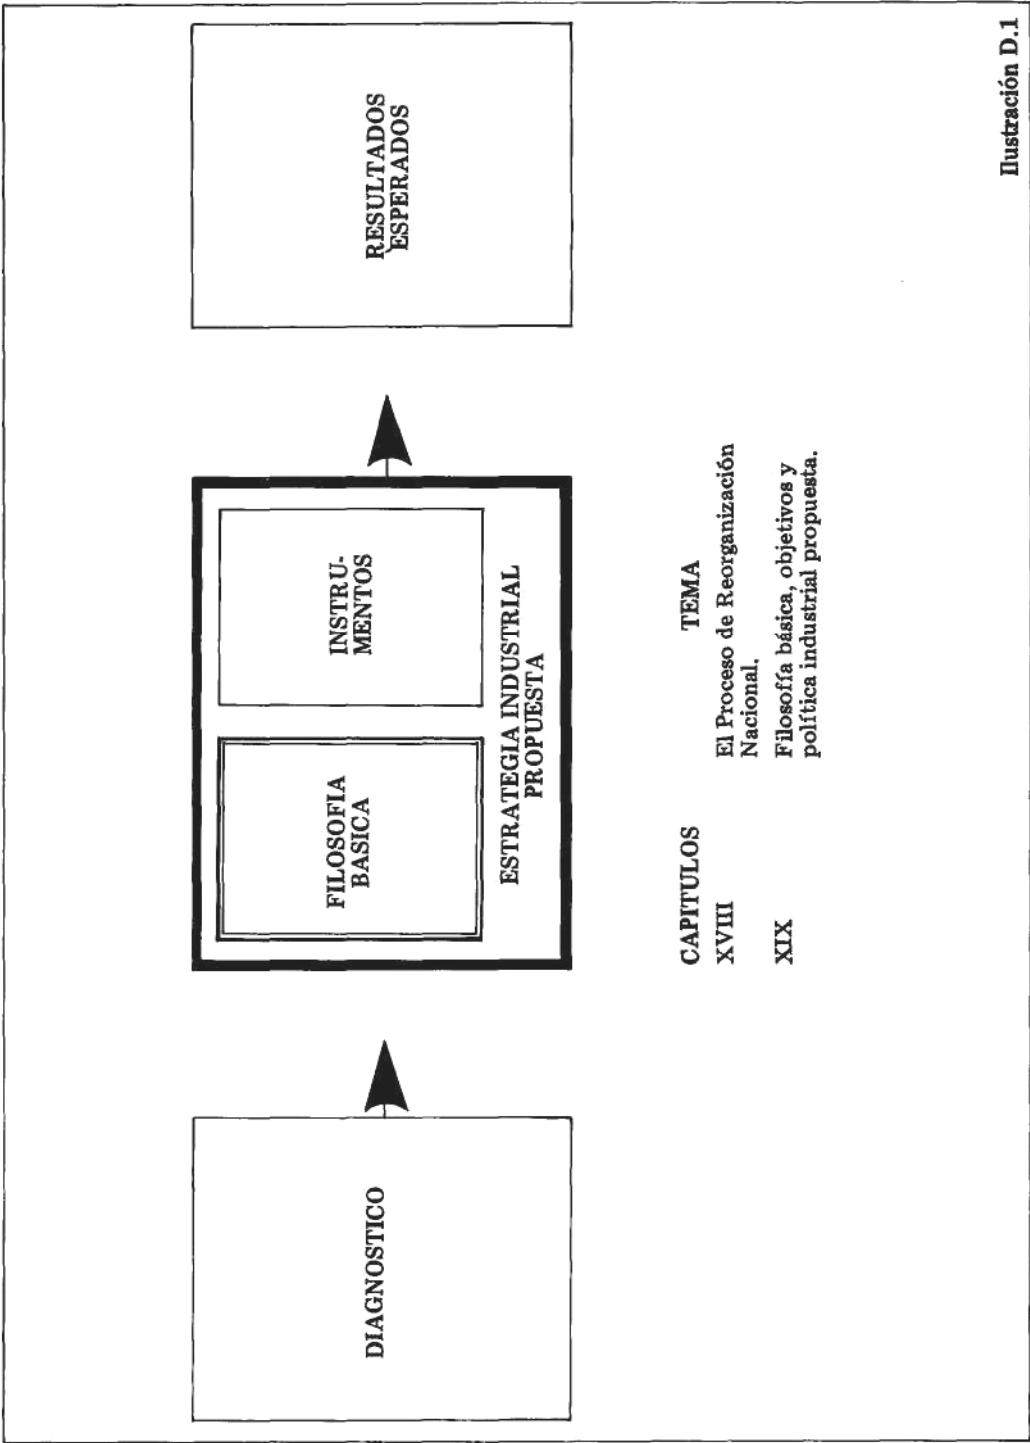 DIAGNOSTICO
FILOSOFIA
BASICA
INSTRU-
MENTOS
ESTRATEGIA INDUSTRIAL
PROPUESTA
RESULTADOS
ESPERADOS
CAPITULOS TEMA
XVIII El Proceso de Reorganización
Nacional.
XIX Filosofía básica, objetivos y
política industrial propuesta.
Ilustración D.1